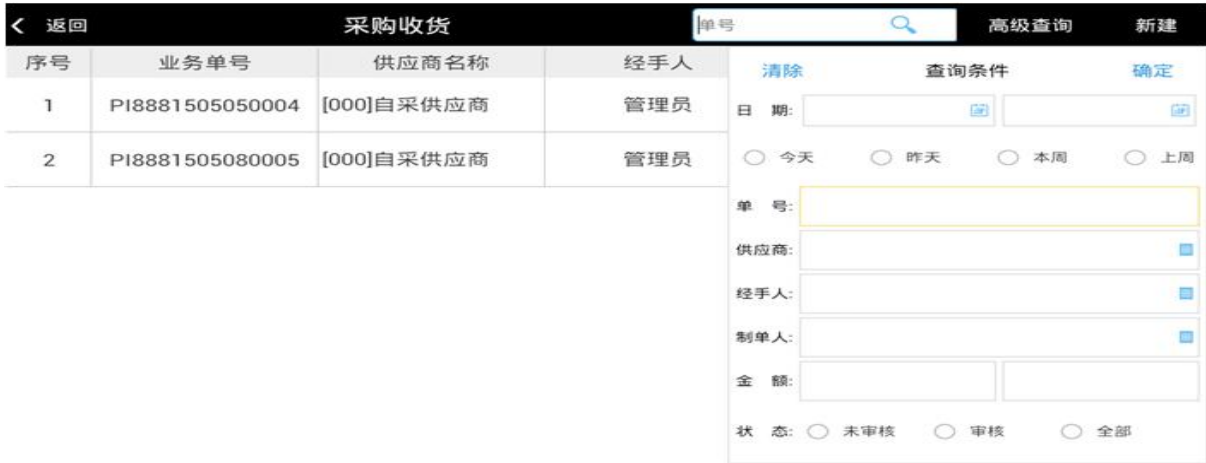 返回 采购收货 单号 高级查询 新建
序号 业务单号 供应商名称 经手人
1 PI8881505050004 [000]自采供应商 管理员
2 PI8881505080005 [000]自采供应商 管理员
清除 查询条件 确定
日 期:
今天 昨天 本周 上周
单 号:
供应商:
经手人:
制单人:
金 额:
状 态: 未审核 审核 全部